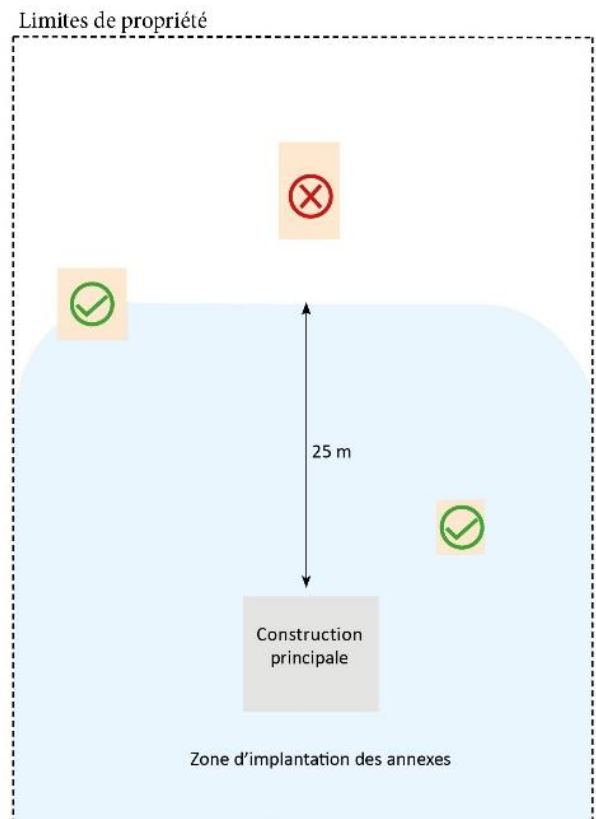 Limites de propriété
25 m
Construction
principale
Zone d'implantation des annexes